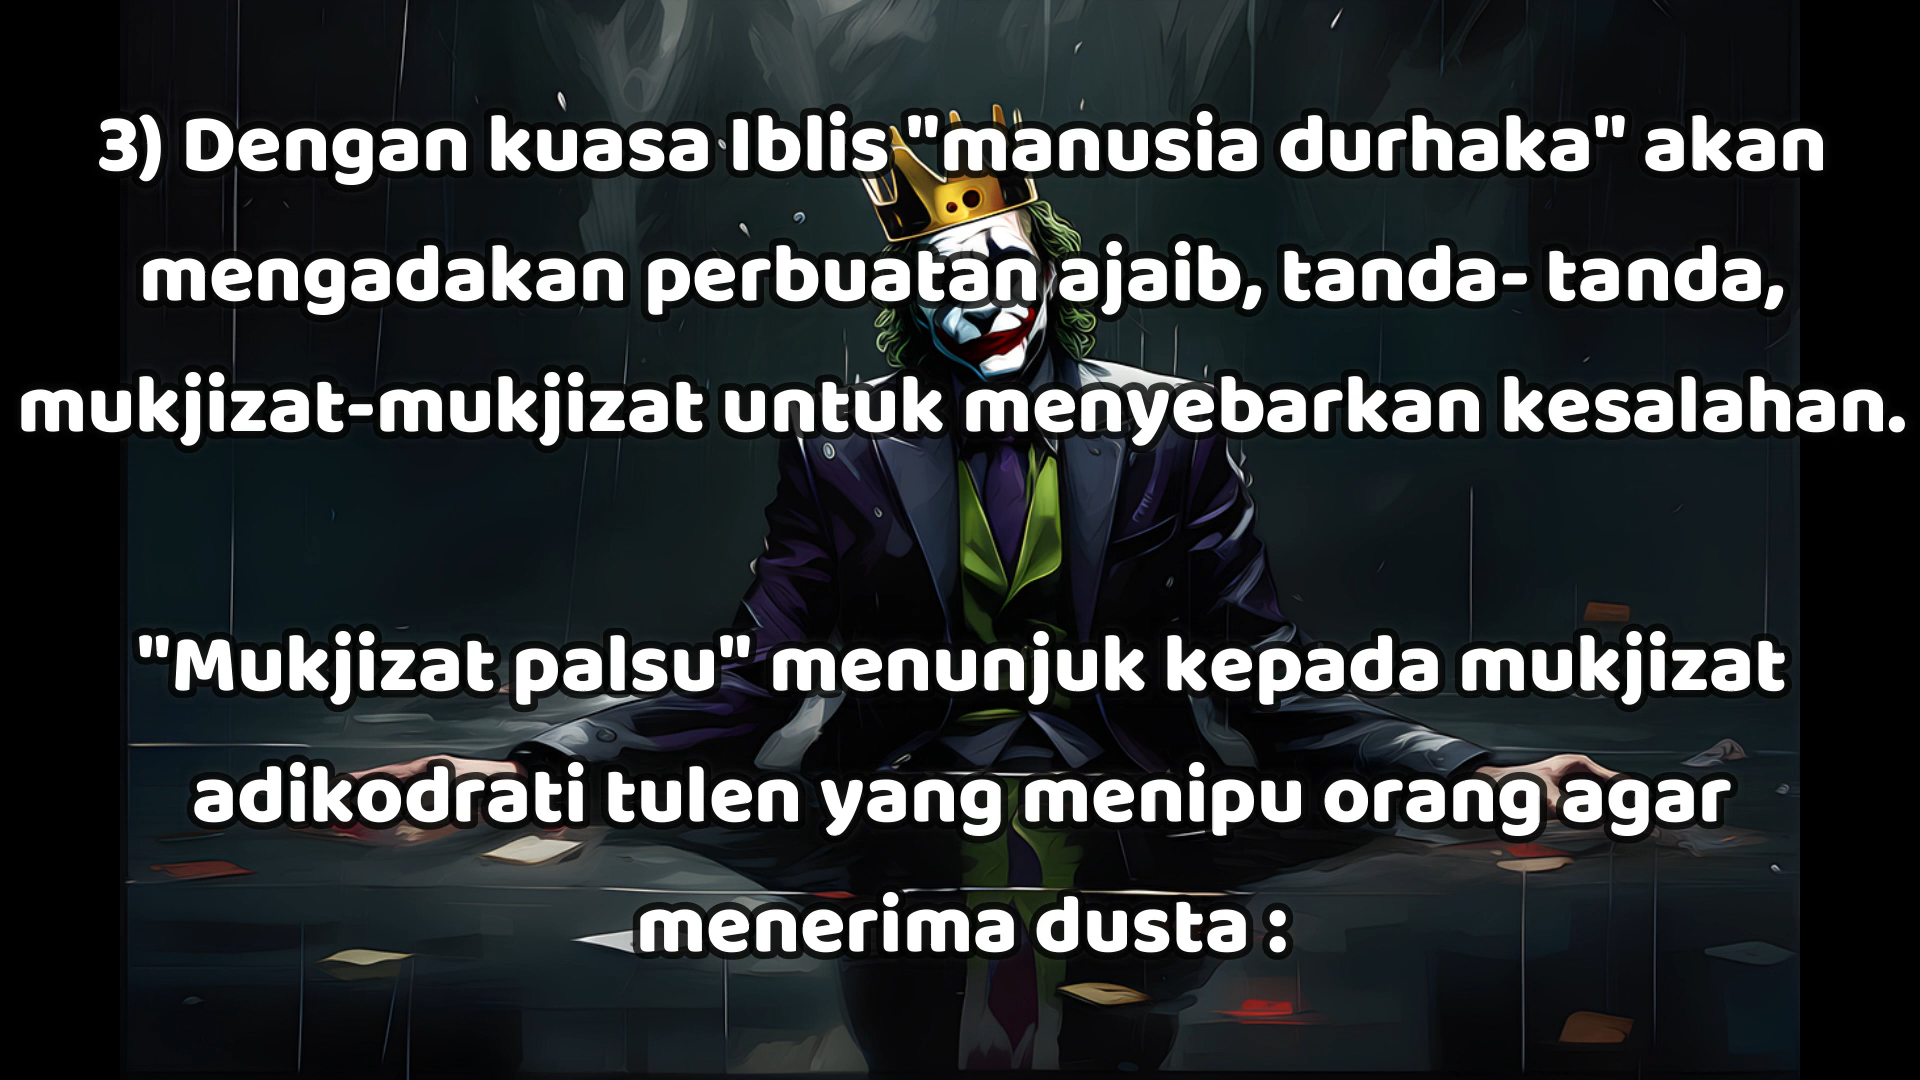 3) Dengan kuasa Iblis "manusia durhaka" akan
mengadakan perbuatan ajaib, tanda- tanda,
mukjizat-mukjizat untuk menyebarkan kesalahan.
"Mukjizat palsu" menunjuk kepada mukjizat
adikodrati tulen yang menipu orang agar
menerima dusta :